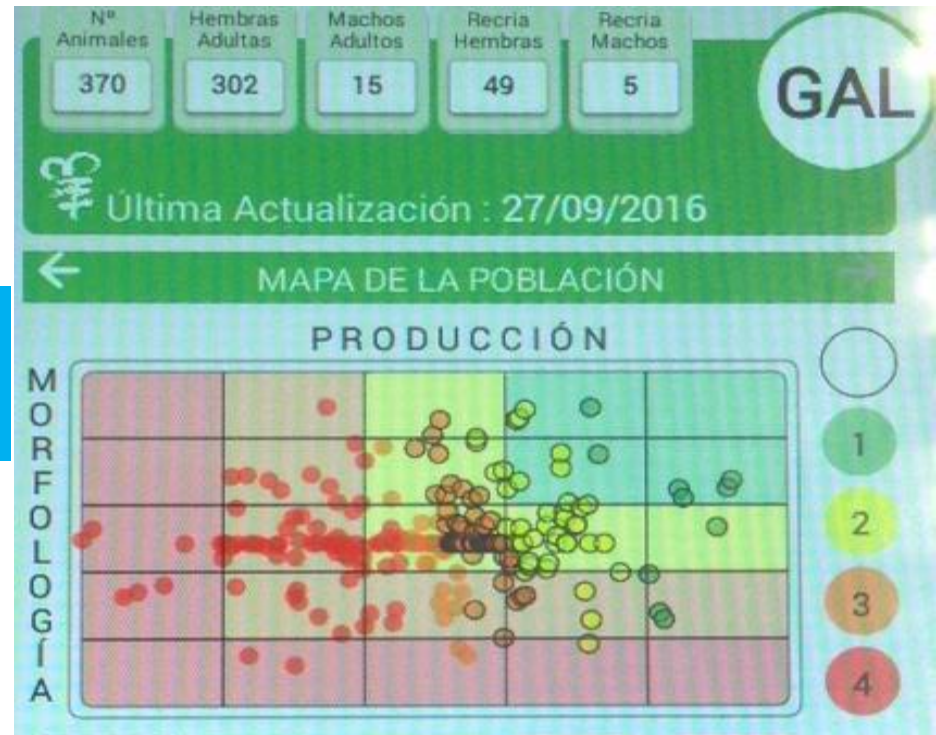 Nº Animales
Hembras Adultas
Machos Adultos
Recria Hembras
Recria Machos
370
302
15
49
5
GAL
Última Actualización : 27/09/2016
MAPA DE LA POBLACIÓN
PRODUCCIÓN
MORFOLOGÍA
1
2
3
4